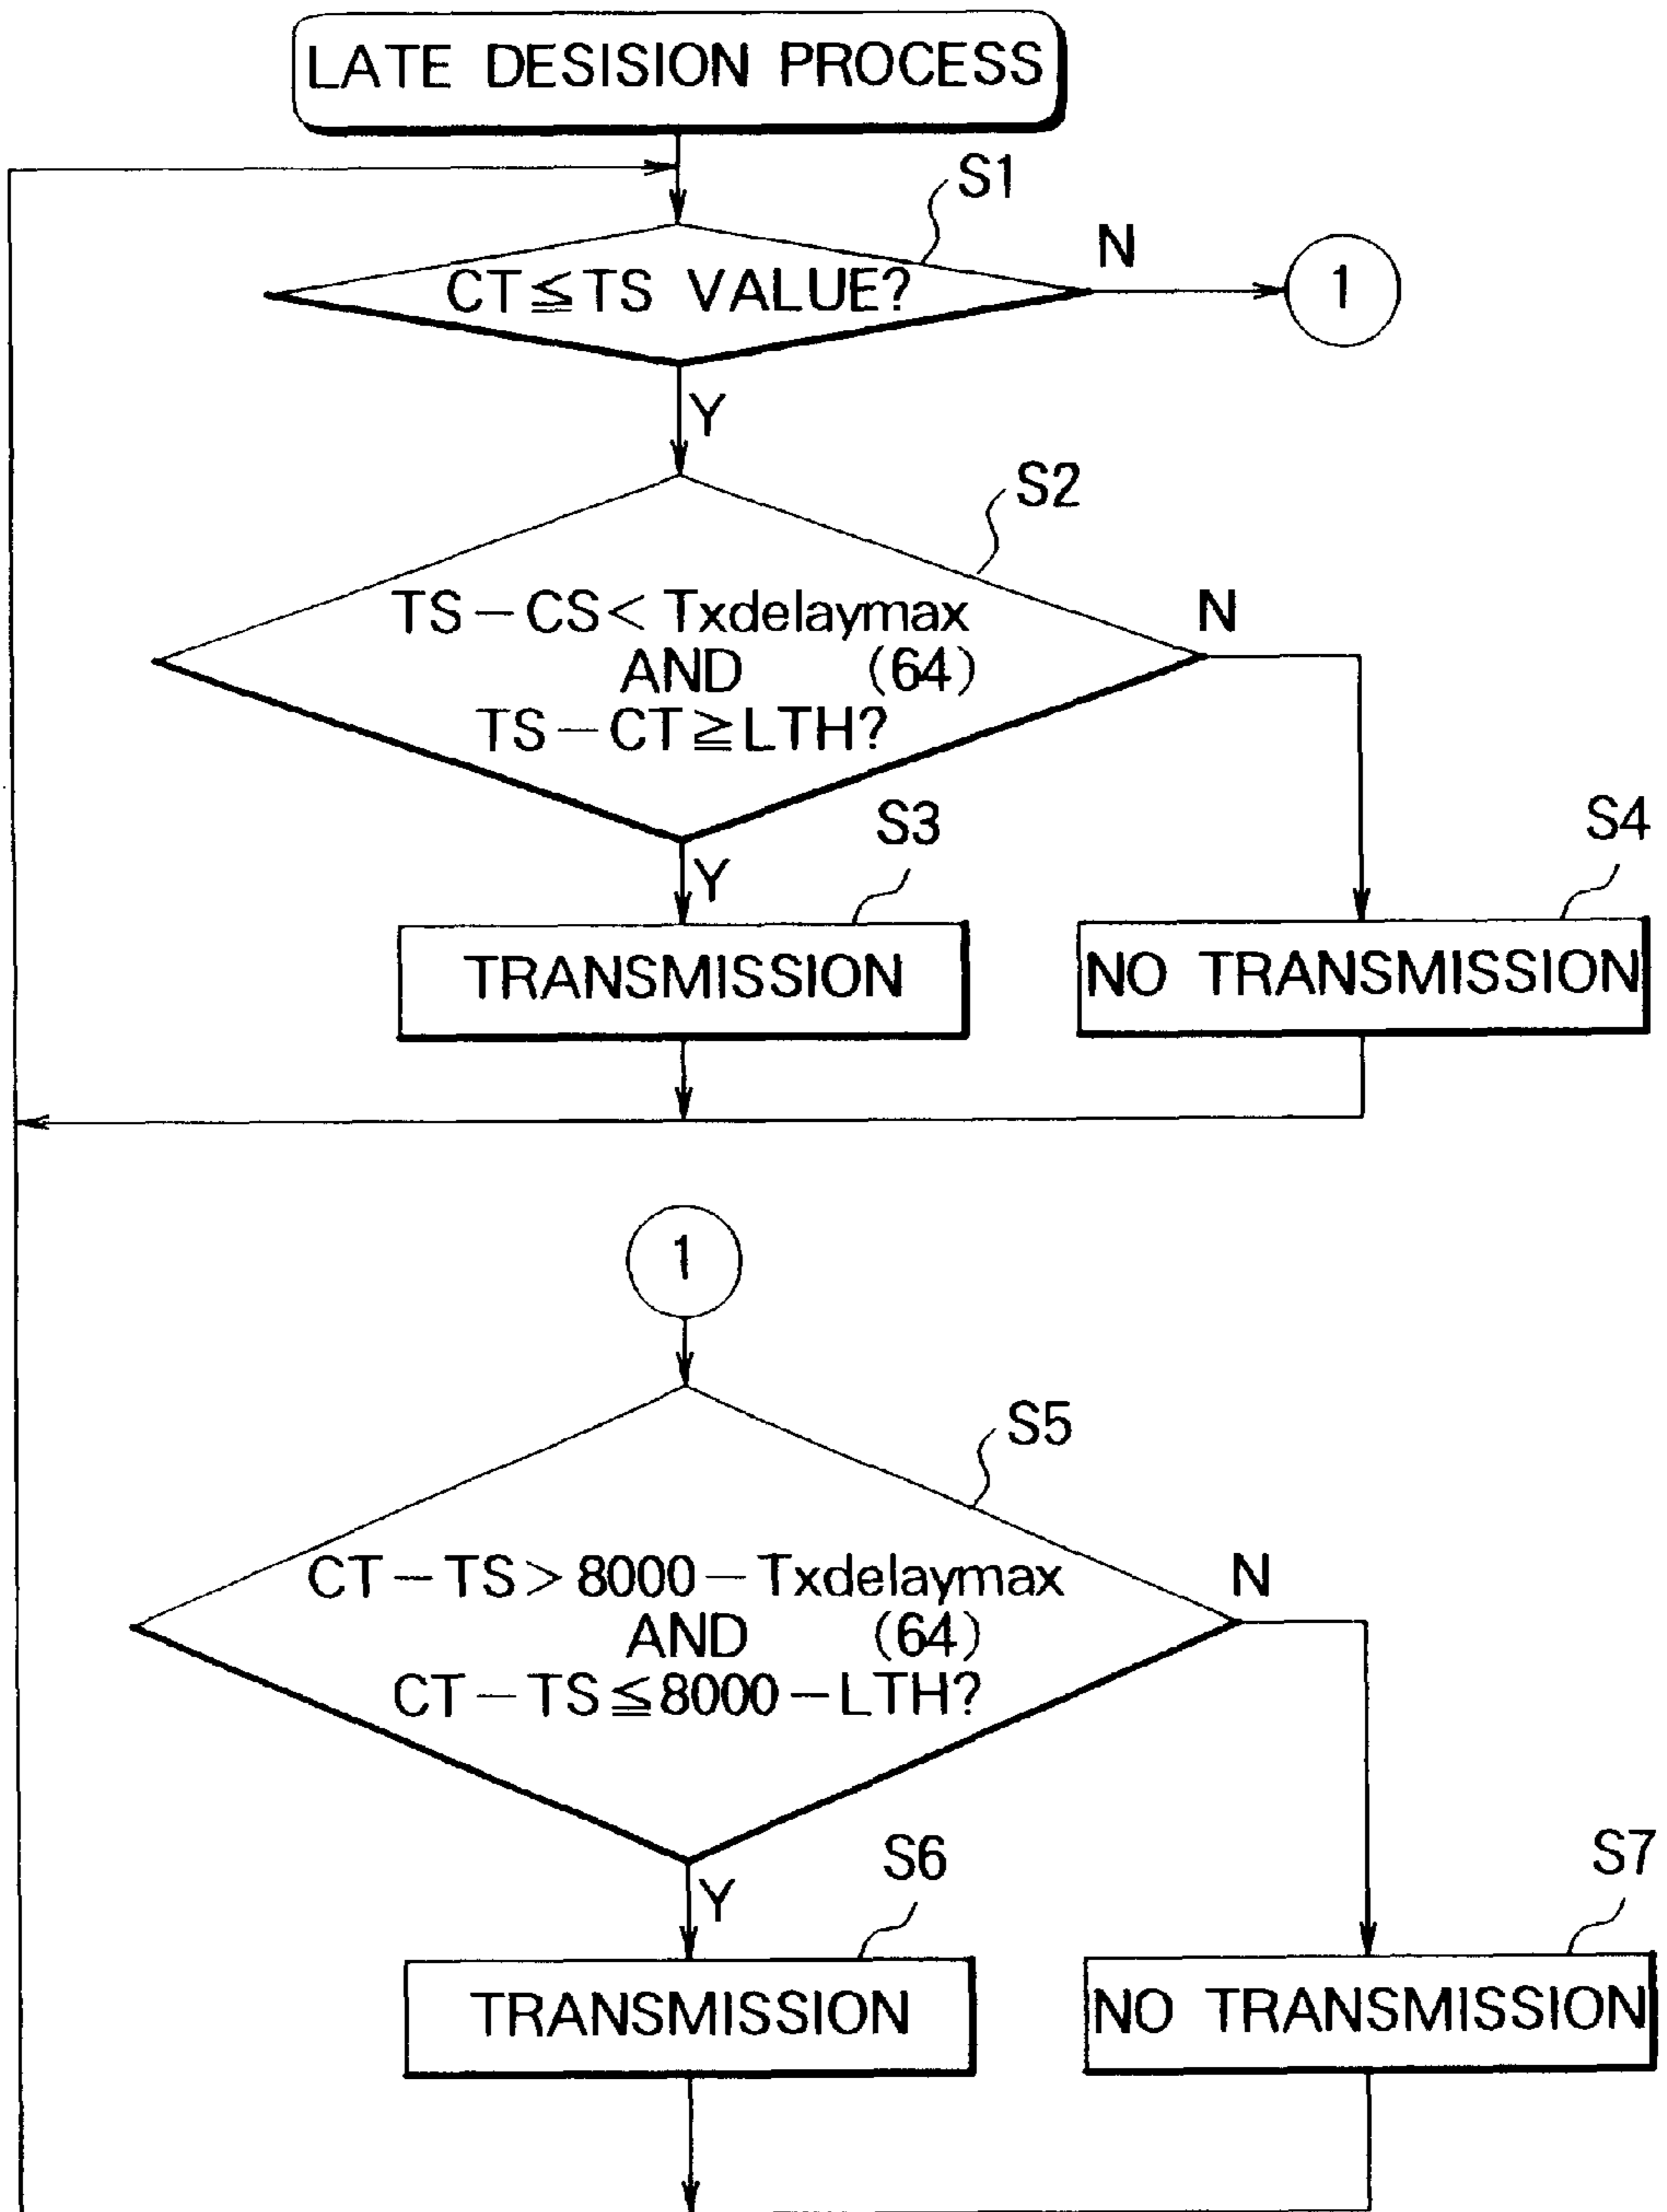 LATE DESISION PROCESS
S1
CT≦TS VALUE?
N
1
Y
S2
TS－CS< Txdelaymax
AND (64)
TS－CT≧LTH?
N
S3
S4
Y
TRANSMISSION
NO TRANSMISSION
1
S5
CT－TS> 8000－Txdelaymax
AND (64)
CT－TS≦8000－LTH?
N
S6
S7
Y
TRANSMISSION
NO TRANSMISSION